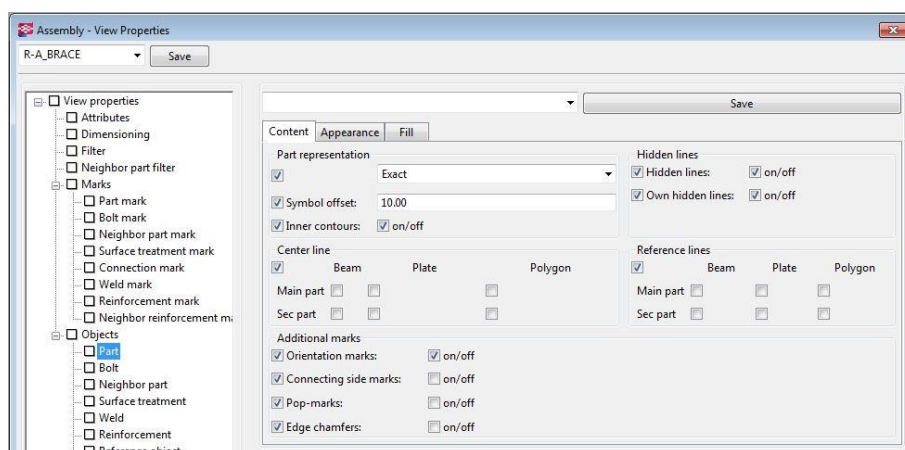 Assembly - View Properties
R-A_BRACE
Save
View properties
Attributes
Dimensioning
Filter
Neighbor part filter
Marks
Part mark
Bolt mark
Neighbor part mark
Surface treatment mark
Connection mark
Weld mark
Reinforcement mark
Neighbor reinforcement m
Objects
Part
Bolt
Neighbor part
Surface treatment
Weld
Reinforcement
Reference object
Save
Content Appearance Fill
Part representation
Exact
Symbol offset: 10.00
Inner contours: on/off
Hidden lines
Hidden lines: on/off
Own hidden lines: on/off
Center line
Beam Plate Polygon
Main part
Sec part
Reference lines
Beam Plate Polygon
Main part
Sec part
Additional marks
Orientation marks: on/off
Connecting side marks: on/off
Pop-marks: on/off
Edge chamfers: on/off